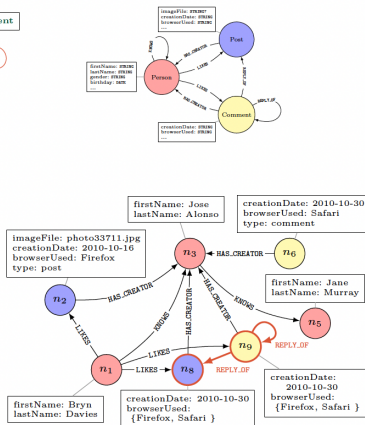 ent
imageFile: STRING?
creationDate: STRING
browserUsed: STRING
...
Post
KNOWS
HAS_CREATOR
LIKES
firstName: STRING
lastName: STRING
gender: STRING
birthday: DATE
...
Person
LIKES
HAS_CREATOR
REPLY_OF
Comment
REPLY_OF
creationDate: STRING
browserUsed: STRING
...
firstName: Jose
lastName: Alonso
creationDate: 2010-10-30
browserUsed: Safari
type: comment
imageFile: photo33711.jpg
creationDate: 2010-10-16
browserUsed: Firefox
type: post
n3
HAS_CREATOR
n6
firstName: Jane
lastName: Murray
n2
HAS_CREATOR
KNOWS
HAS_CREATOR
HAS_CREATOR
KNOWS
n5
LIKES
LIKES
n9
REPLY_OF
n1
LIKES
n8
REPLY_OF
firstName: Bryn
lastName: Davies
creationDate: 2010-10-30
browserUsed:
{Firefox, Safari }
creationDate:
2010-10-30
browserUsed:
{Firefox, Safari }